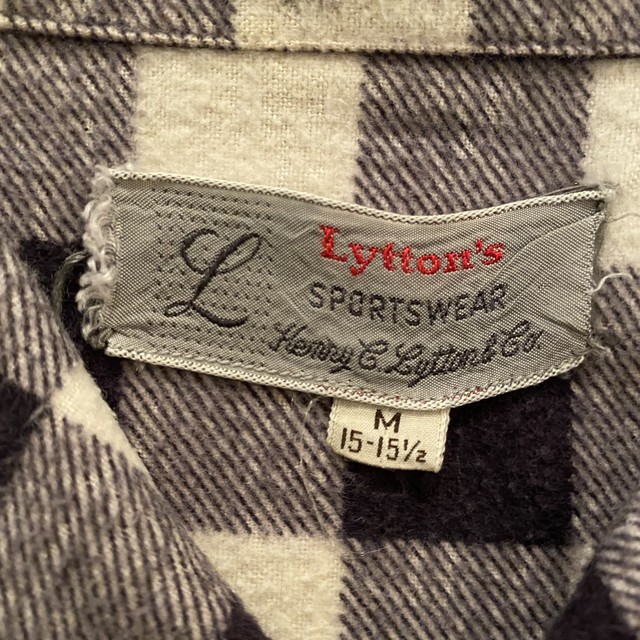 L
Lytton's
SPORTSWEAR
Henry C. Lytton & Co.
M
15-15½